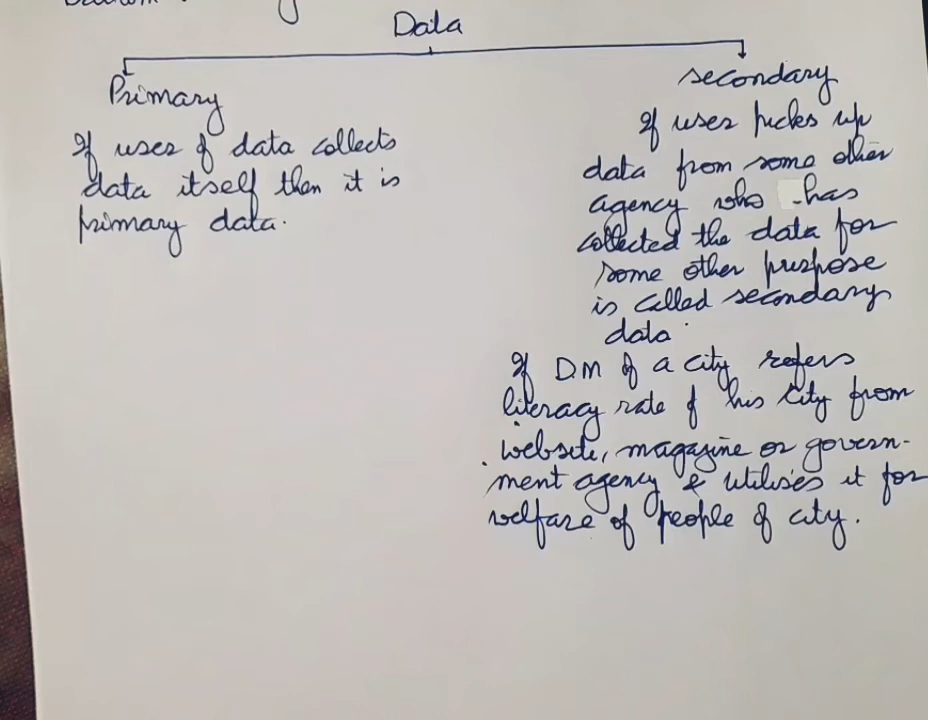 Data
Primary
If user of data collects
data itself then it is
primary data.
secondary
If user picks up
data from some other
agency who has
collected the data for
some other purpose
is called secondary
data.
If D.M of a city refers
literacy rate of his city from
website, magazine or govern-
ment agency & utilises it for
welfare of people of city.